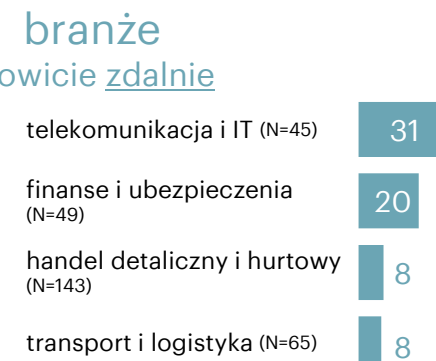 branże
zdalnie
telekomunikacja i IT (N=45) 31
finanse i ubezpieczenia
(N=49) 20
handel detaliczny i hurtowy
(N=143) 8
transport i logistyka (N=65) 8